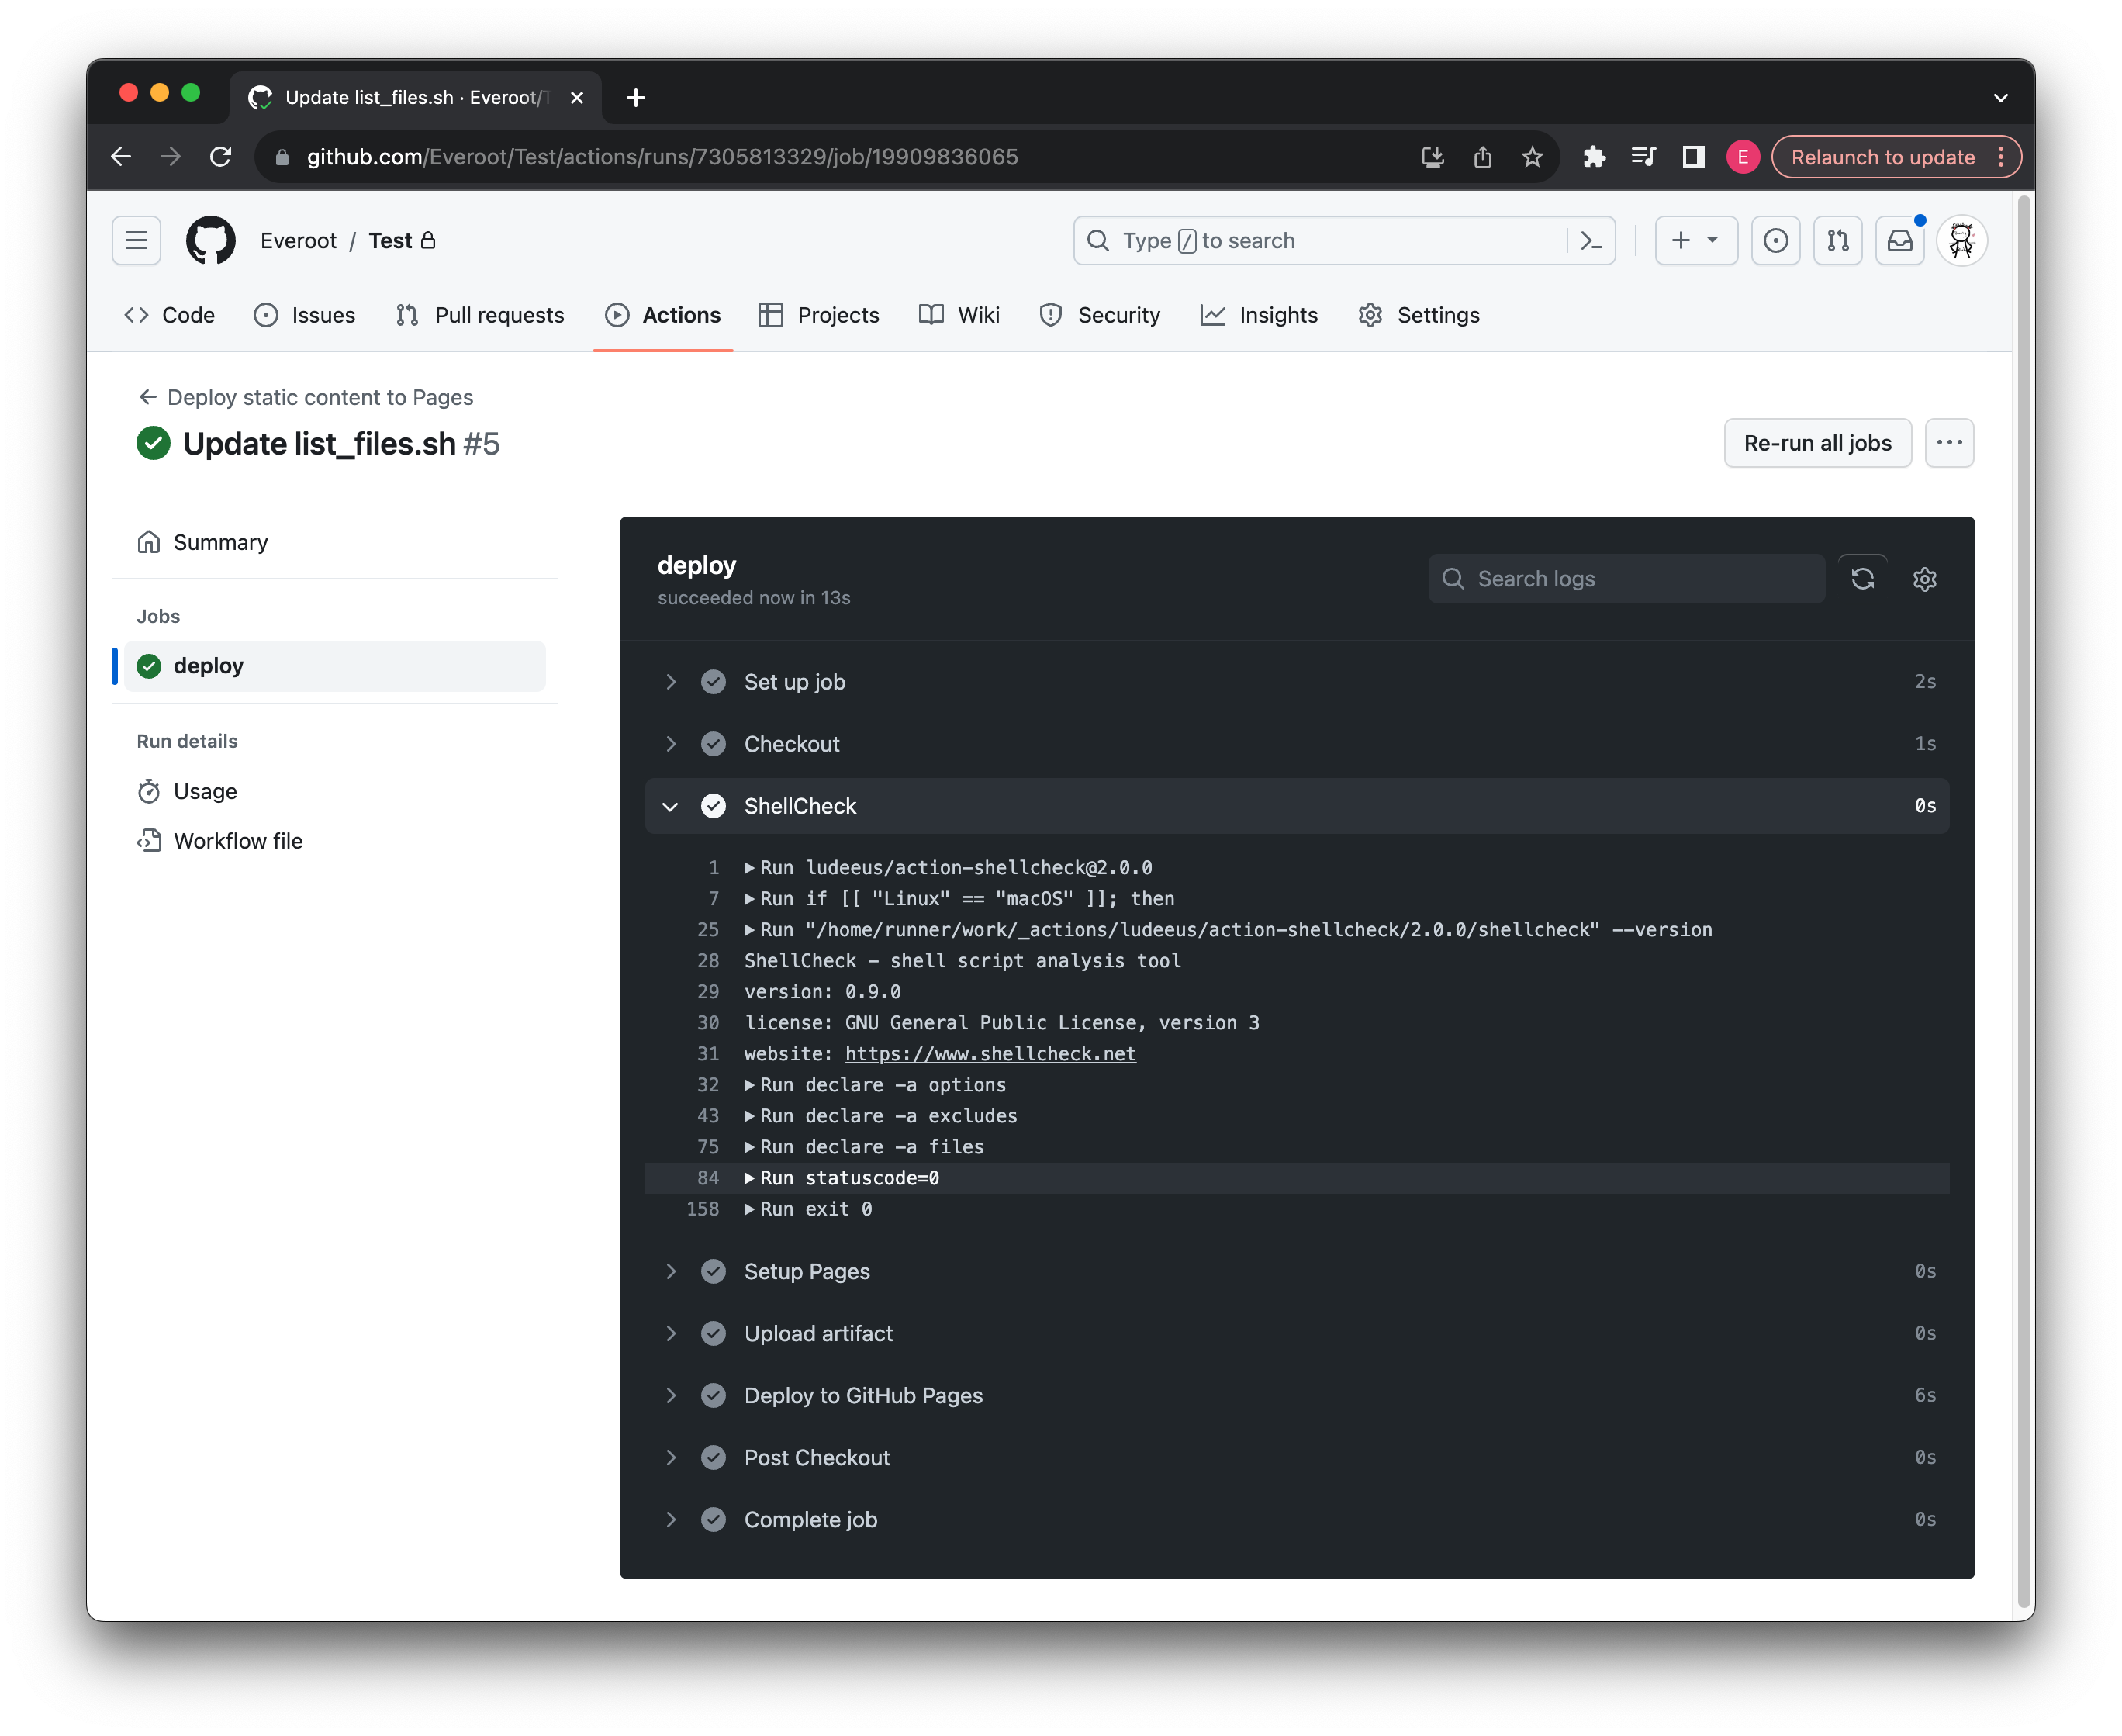 Update list_files.sh · Everoot/
github.com/Everoot/Test/actions/runs/7305813329/job/19909836065
E
Relaunch to update
Everoot / Test
Type / to search
Code
Issues
Pull requests
Actions
Projects
Wiki
Security
Insights
Settings
Deploy static content to Pages
Update list_files.sh #5
Re-run all jobs
Summary
Jobs
deploy
Run details
Usage
Workflow file
deploy
succeeded now in 13s
Search logs
Set up job 2s
Checkout 1s
ShellCheck 0s
1 Run ludeeus/action-shellcheck@2.0.0
7 Run if [[ "Linux" == "macOS" ]]; then
25 Run "/home/runner/work/_actions/ludeeus/action-shellcheck/2.0.0/shellcheck" --version
28 ShellCheck - shell script analysis tool
29 version: 0.9.0
30 license: GNU General Public License, version 3
31 website: https://www.shellcheck.net
32 Run declare -a options
43 Run declare -a excludes
75 Run declare -a files
84 Run statuscode=0
158 Run exit 0
Setup Pages 0s
Upload artifact 0s
Deploy to GitHub Pages 6s
Post Checkout 0s
Complete job 0s